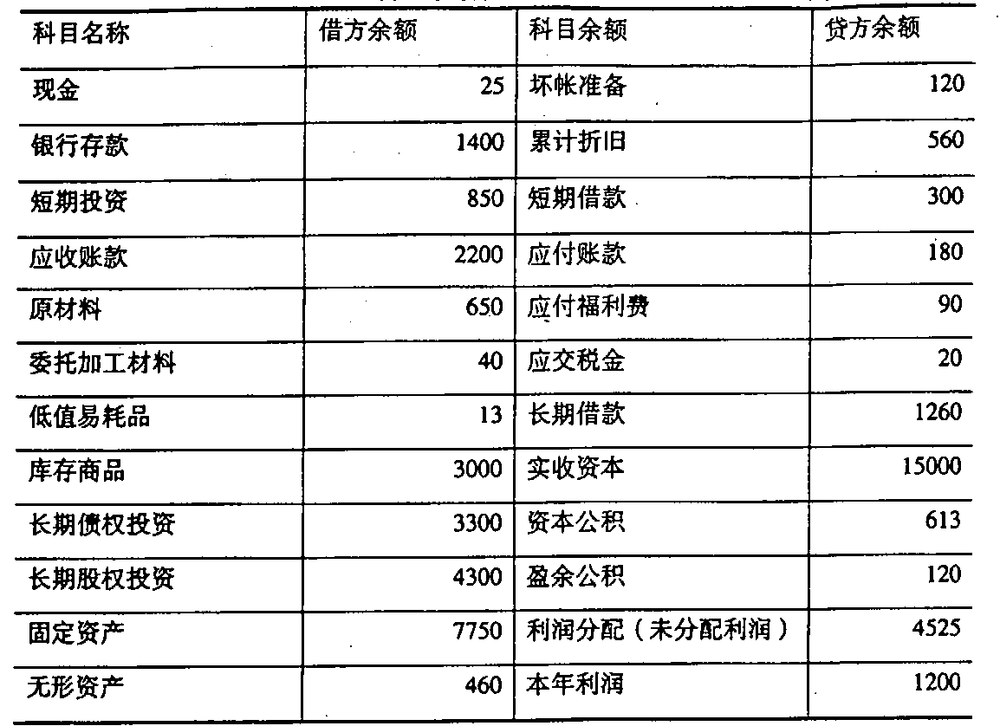 科目名称 借方余额 科目余额 贷方余额
现金 25 坏帐准备 120
银行存款 1400 累计折旧 560
短期投资 850 短期借款 300
应收账款 2200 应付账款 180
原材料 650 应付福利费 90
委托加工材料 40 应交税金 20
低值易耗品 13 长期借款 1260
库存商品 3000 实收资本 15000
长期债权投资 3300 资本公积 613
长期股权投资 4300 盈余公积 120
固定资产 7750 利润分配（未分配利润） 4525
无形资产 460 本年利润 1200